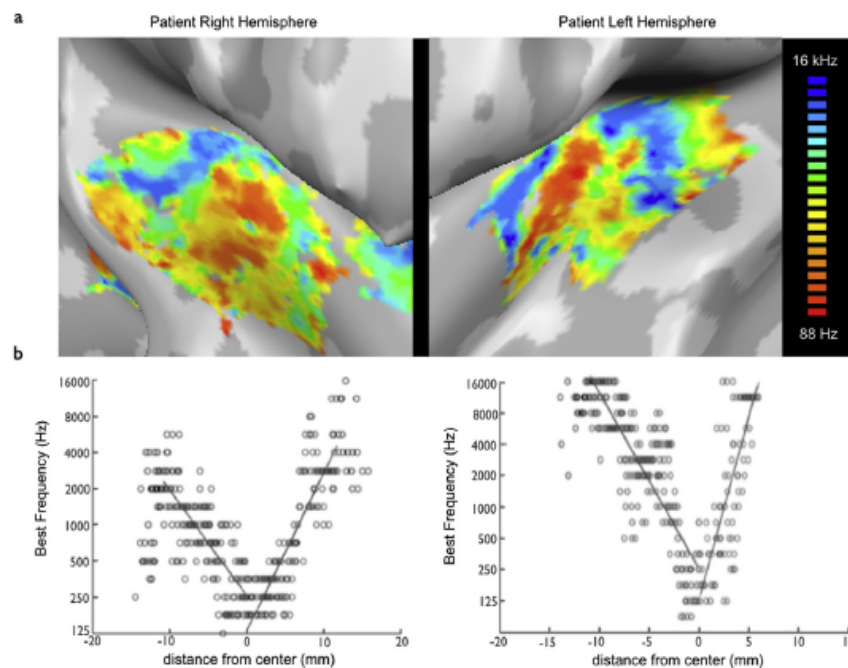 a
Patient Right Hemisphere
Patient Left Hemisphere
16 kHz
88 Hz
b
Best Frequency (Hz)
16000
8000
4000
2000
1000
500
250
125
-20
-10
0
10
20
distance from center (mm)
Best Frequency (Hz)
16000
8000
4000
2000
1000
500
250
125
-15
-10
-5
0
5
10
distance from center (mm)